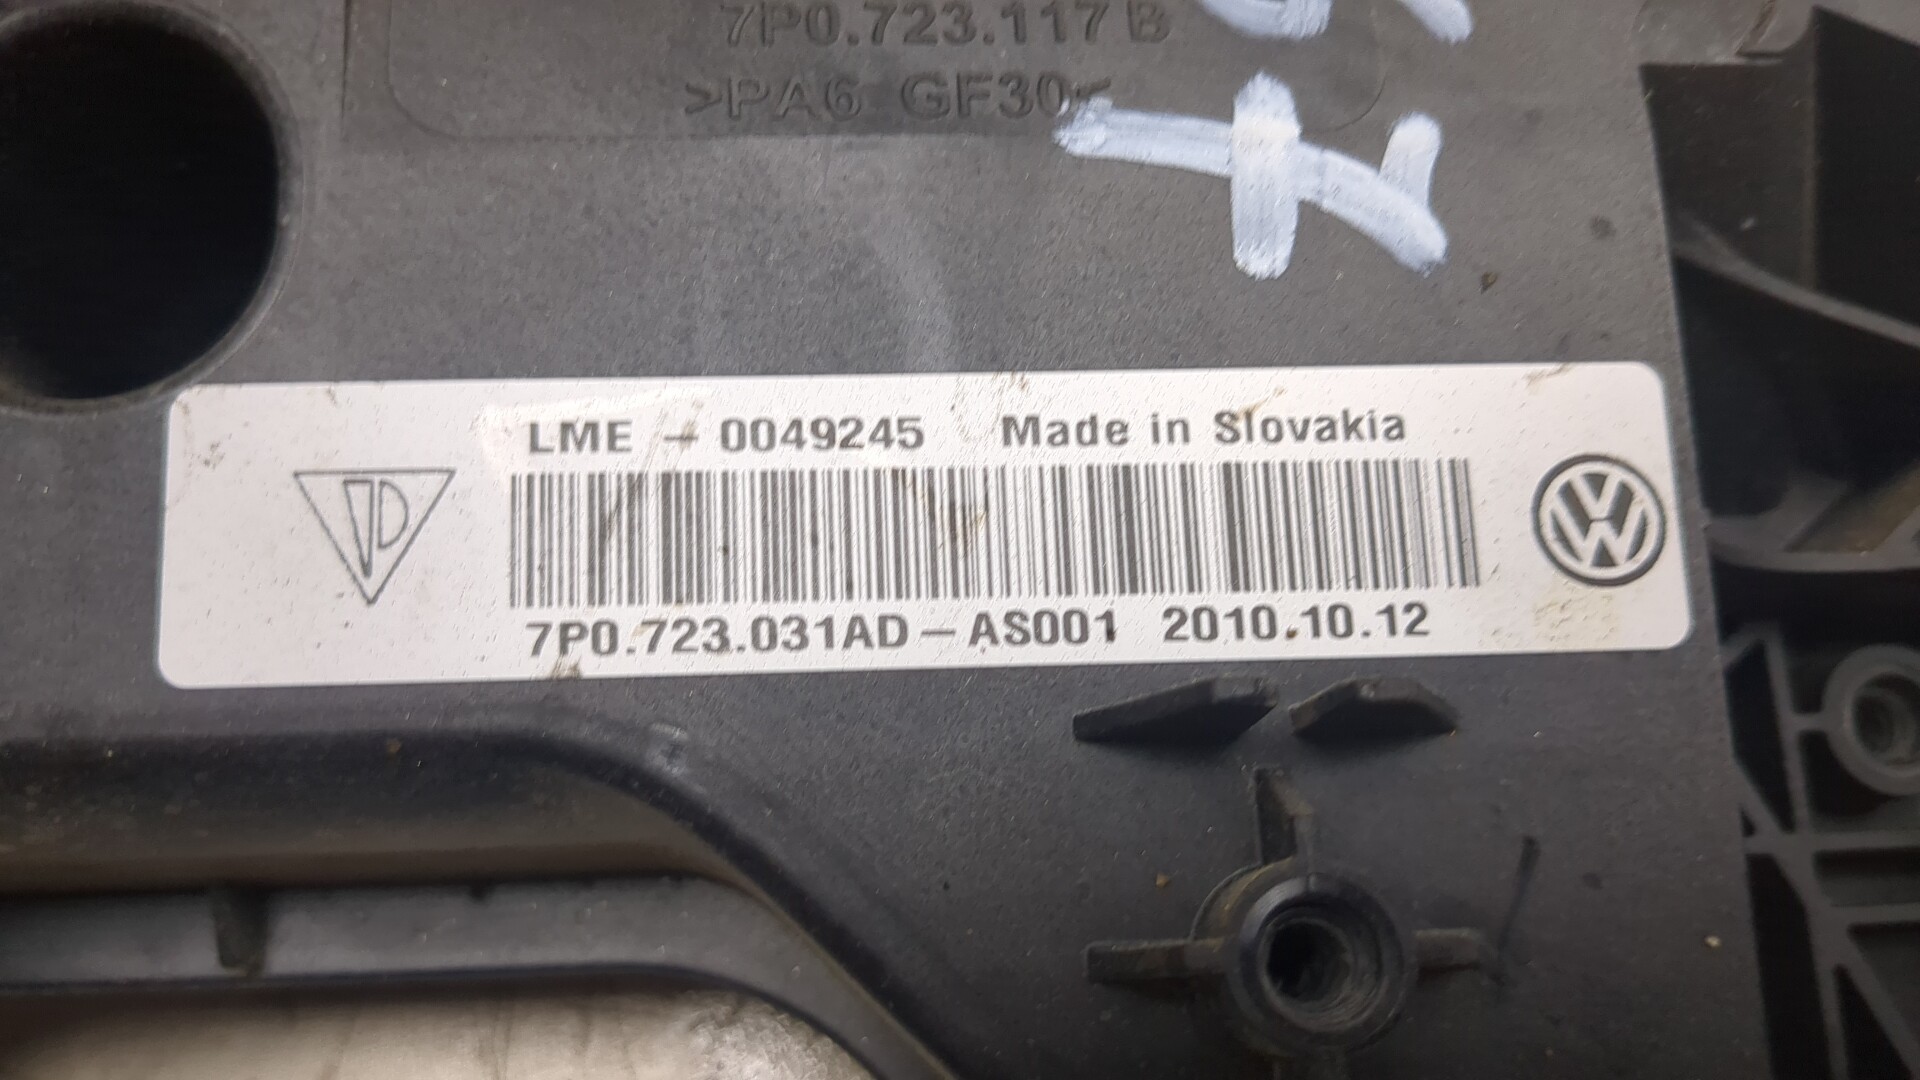 7P0.723.117 B
>PA6 GF30<
LME - 0049245 Made in Slovakia
7P0.723.031AD - AS001 2010.10.12